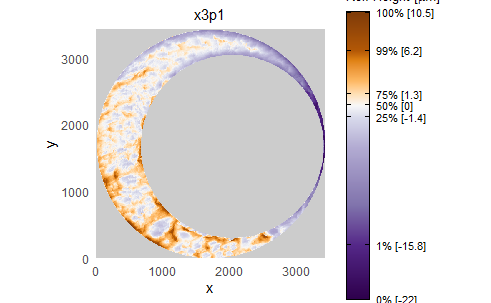 x3p1
100% [10.5]
99% [6.2]
75% [1.3]
50% [0]
25% [-1.4]
1% [-15.8]
0% [-22]
3000
2000
1000
0
y
0 1000 2000 3000
x